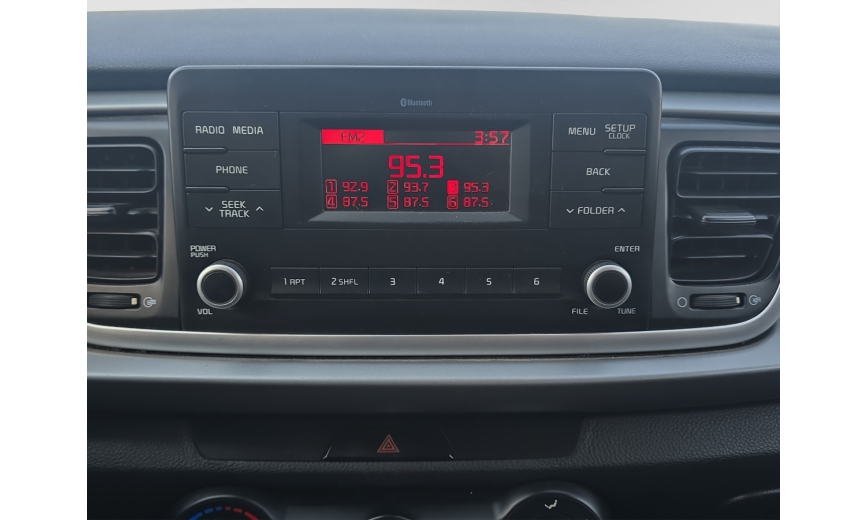 Bluetooth
RADIO MEDIA
PHONE
SEEK
TRACK
FM2 3:57
95.3
1 92.9 2 93.7 3 95.3
4 87.5 5 87.5 6 87.5
MENU SETUP
CLOCK
BACK
FOLDER
POWER
PUSH
VOL
1 RPT 2 SHFL 3 4 5 6
ENTER
FILE TUNE